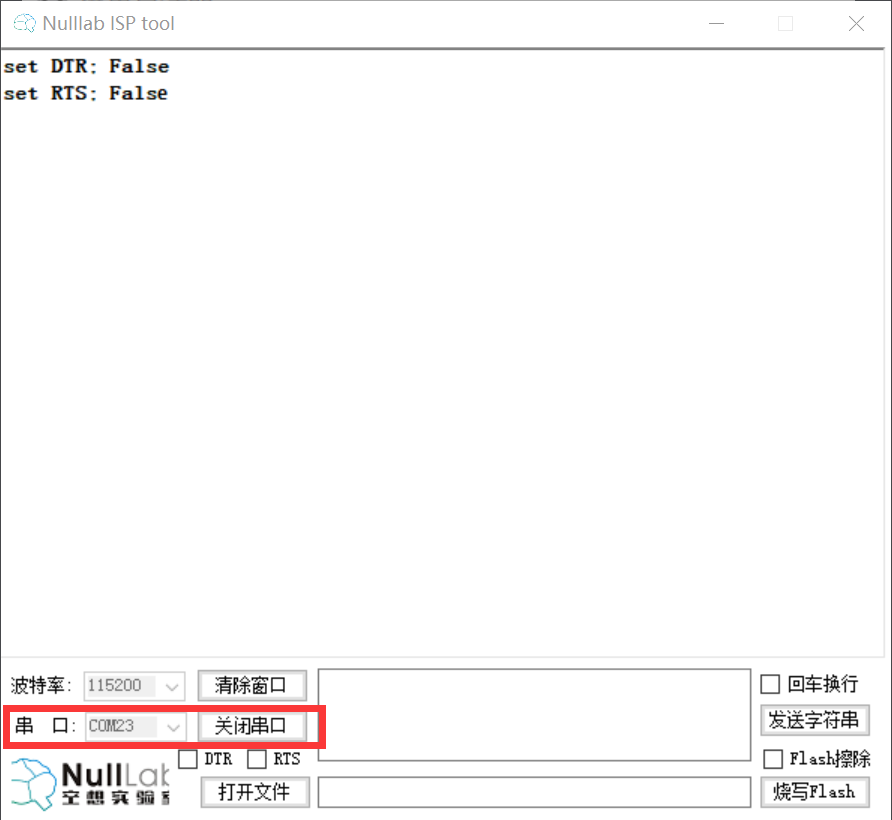 Nulllab ISP tool
set DTR: False
set RTS: False
波特率: 115200 清除窗口 回车换行
串 口: COM23 关闭串口 发送字符串
DTR RTS Flash擦除
NullLab
空想实验
打开文件 烧写Flash